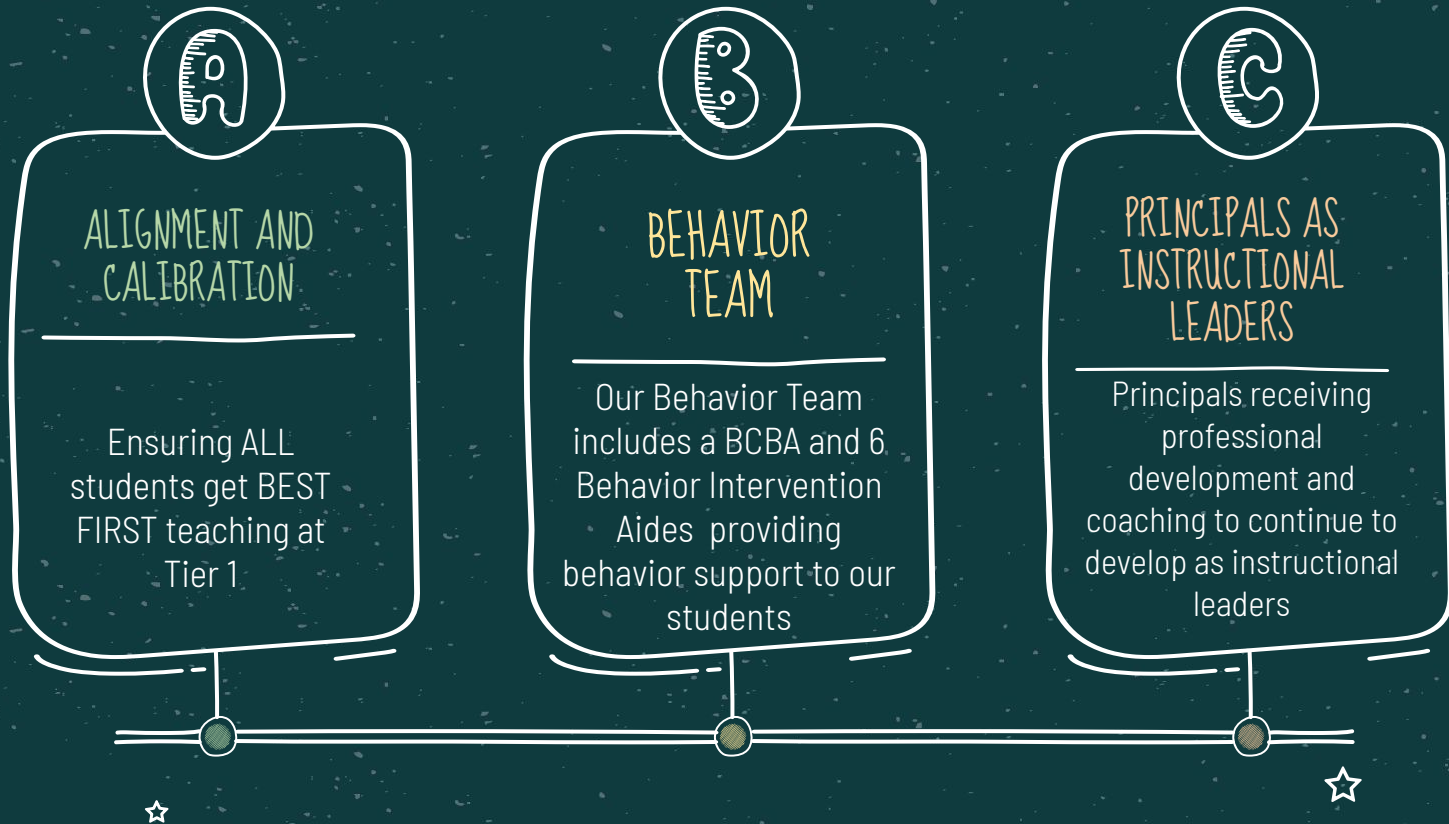 A
ALIGNMENT AND
CALIBRATION
Ensuring ALL
students get BEST
FIRST teaching at
Tier 1
B
BEHAVIOR
TEAM
Our Behavior Team
includes a BCBA and 6
Behavior Intervention
Aides providing
behavior support to our
students
C
PRINCIPALS AS
INSTRUCTIONAL
LEADERS
Principals receiving
professional
development and
coaching to continue to
develop as instructional
leaders